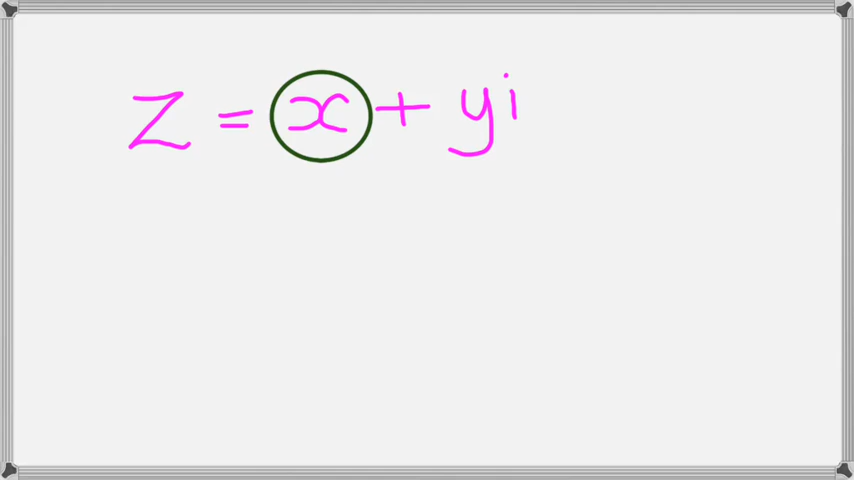 z = x + yi